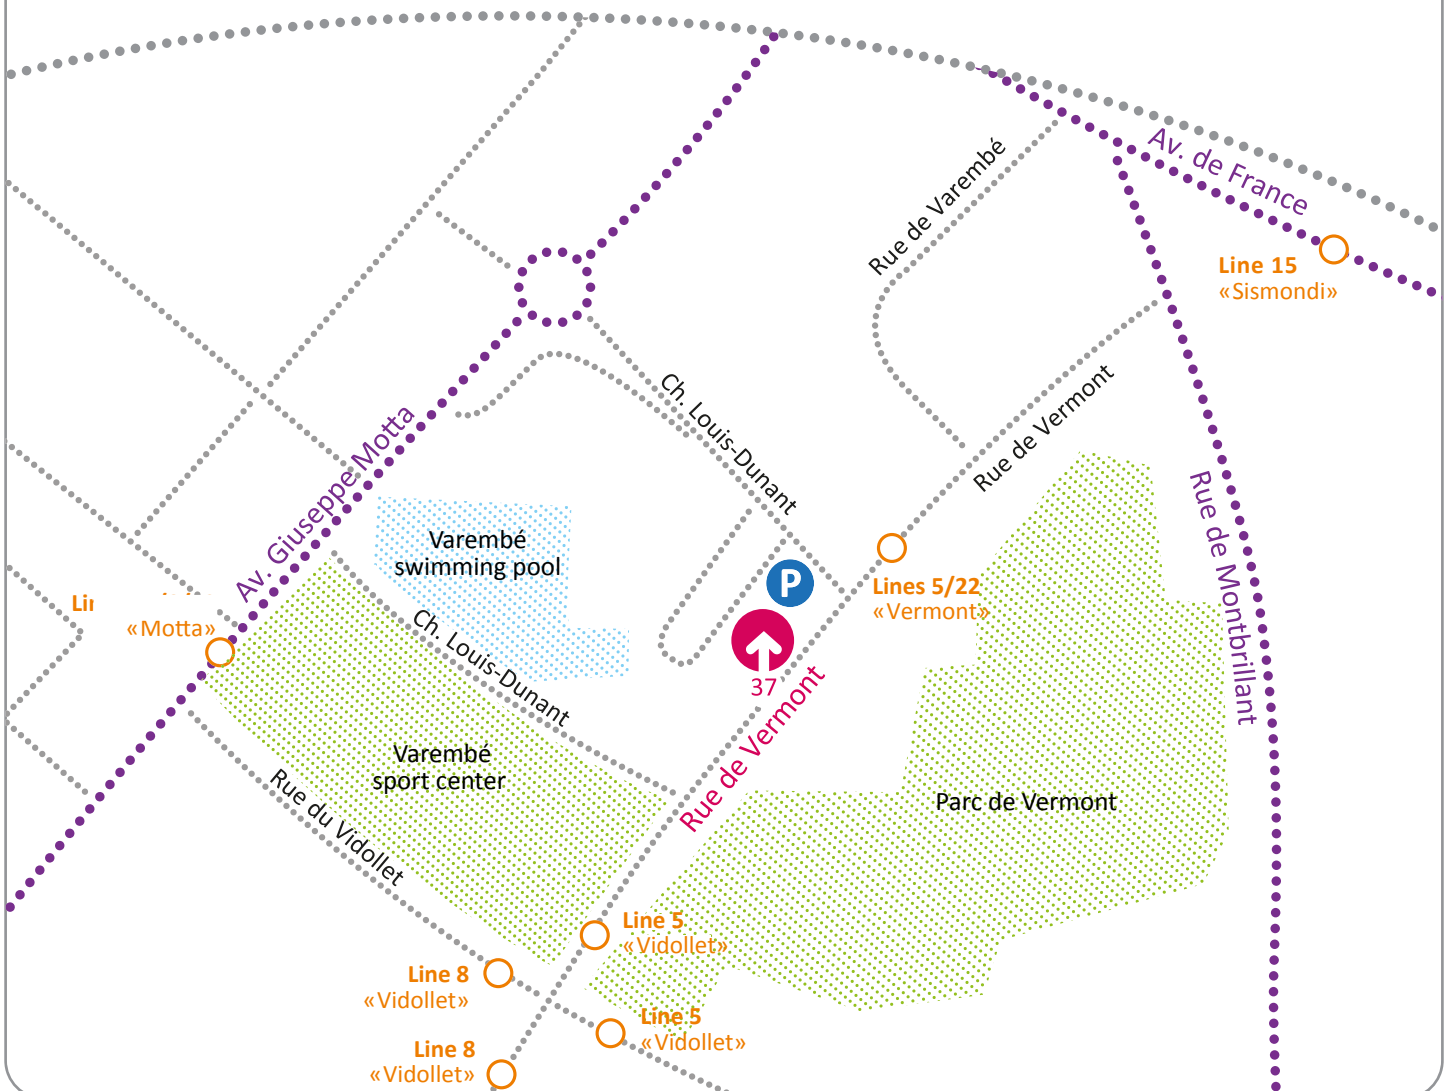 Av. de France
Rue de Varembé
Line 15
«Sismondi»
Ch. Louis-Dunant
Rue de Vermont
Av. Giuseppe Motta
Varembé
swimming pool
Rue de Montbrillant
P
Lines 5/22
«Vermont»
«Motta»
Ch. Louis-Dunant
37
Rue de Vermont
Varembé
sport center
Parc de Vermont
Rue du Vidollet
Line 5
«Vidollet»
Line 8
«Vidollet»
Line 5
«Vidollet»
Line 8
«Vidollet»